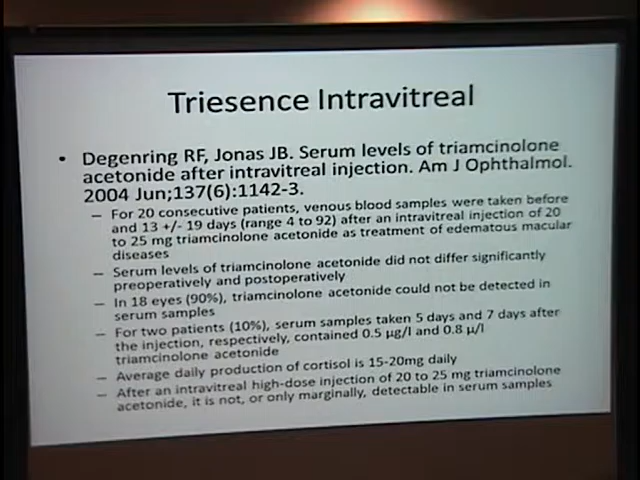 Triesence Intravitreal
• Degenring RF, Jonas JB. Serum levels of triamcinolone
acetonide after intravitreal injection. Am J Ophthalmol.
2004 Jun;137(6):1142-3.
– For 20 consecutive patients, venous blood samples were taken before
and 13 +/- 19 days (range 4 to 92) after an intravitreal injection of 20
to 25 mg triamcinolone acetonide as treatment of edematous macular
diseases
– Serum levels of triamcinolone acetonide did not differ significantly
preoperatively and postoperatively
– In 18 eyes (90%), triamcinolone acetonide could not be detected in
serum samples
– For two patients (10%), serum samples taken 5 days and 7 days after
the injection, respectively, contained 0.5 µg/l and 0.8 µ/l
triamcinolone acetonide
– Average daily production of cortisol is 15-20mg daily
– After an intravitreal high-dose injection of 20 to 25 mg triamcinolone
acetonide, it is not, or only marginally, detectable in serum samples